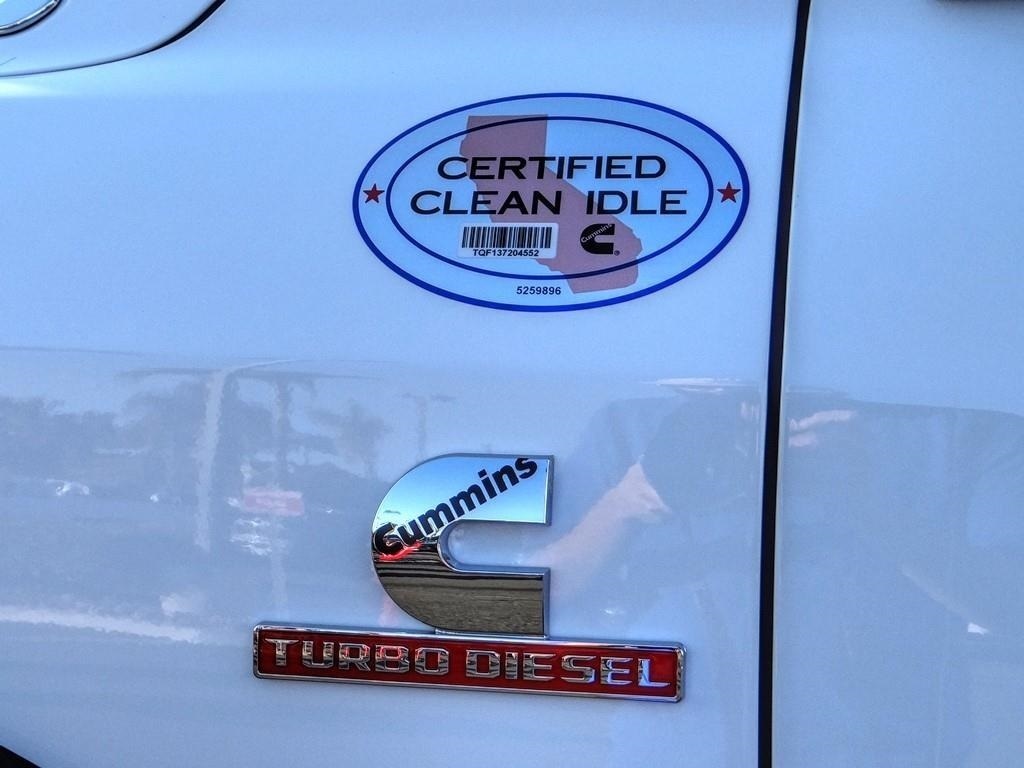 CERTIFIED
CLEAN IDLE
TQF137204552
Cummins
5259896
Cummins
TURBO DIESEL